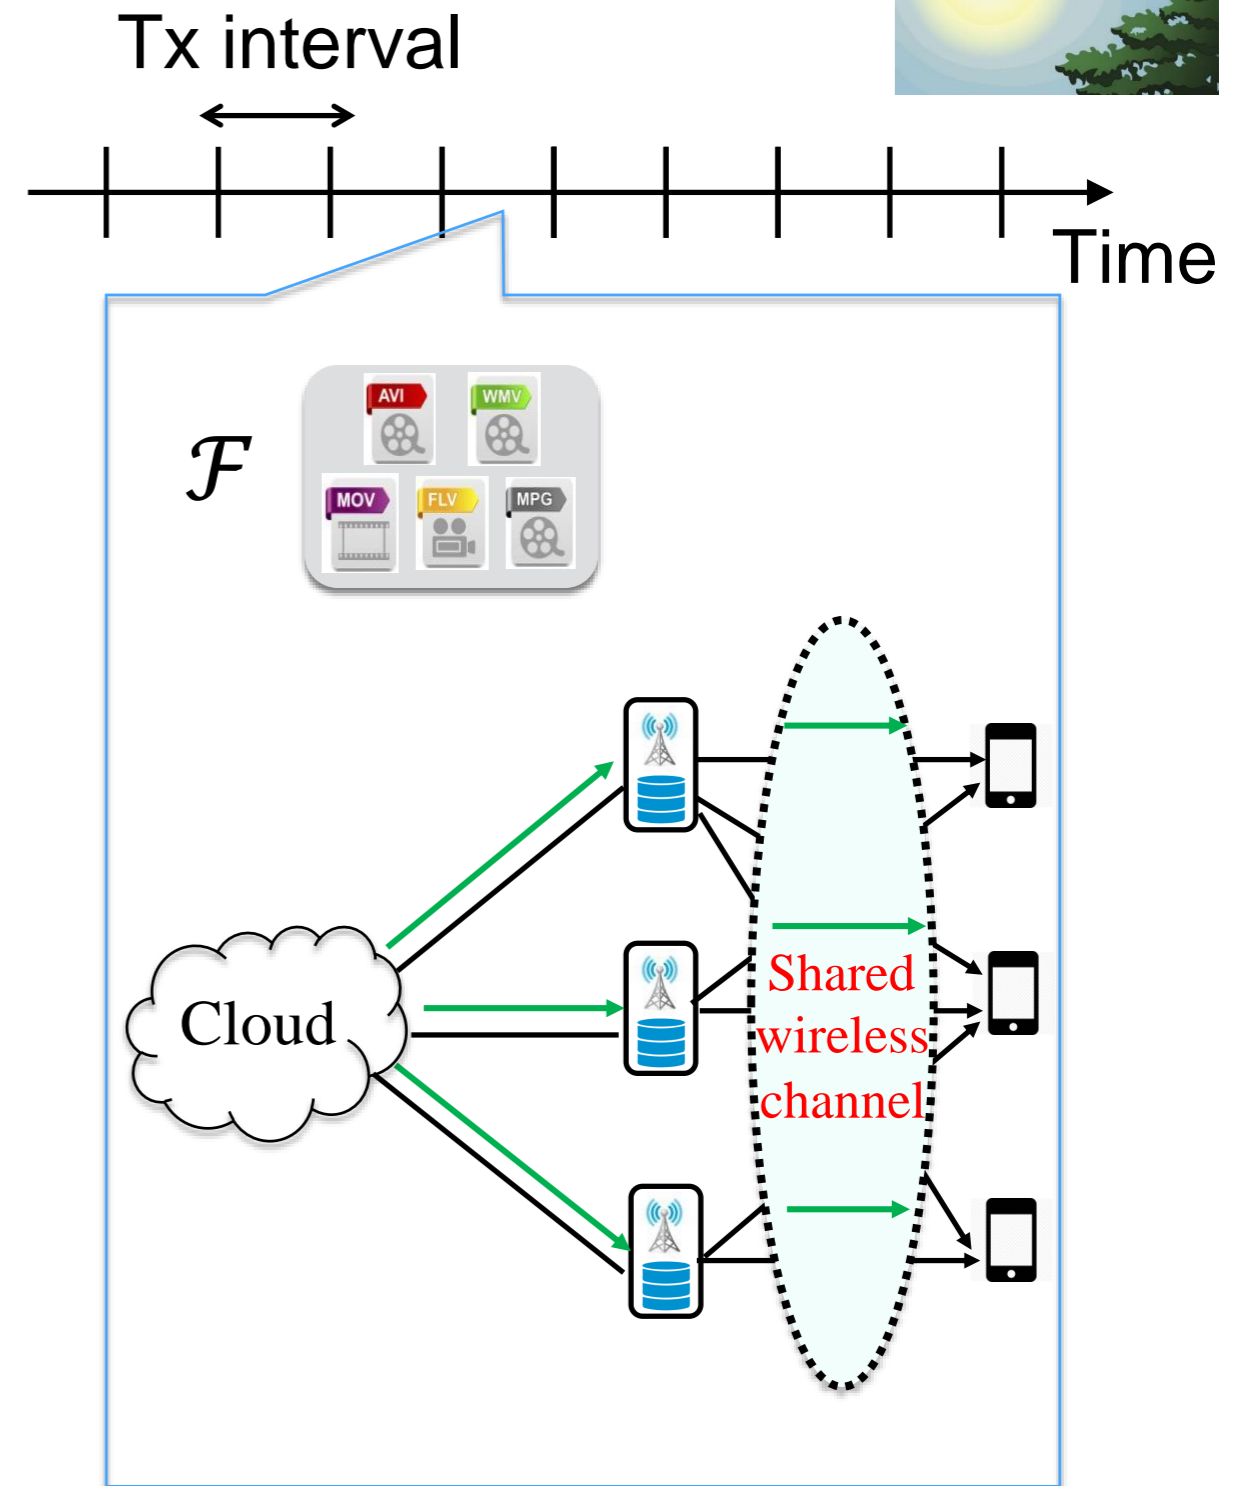 Tx interval
Time
ℱ
AVI
WMV
MOV
FLV
MPG
Cloud
Shared
wireless
channel